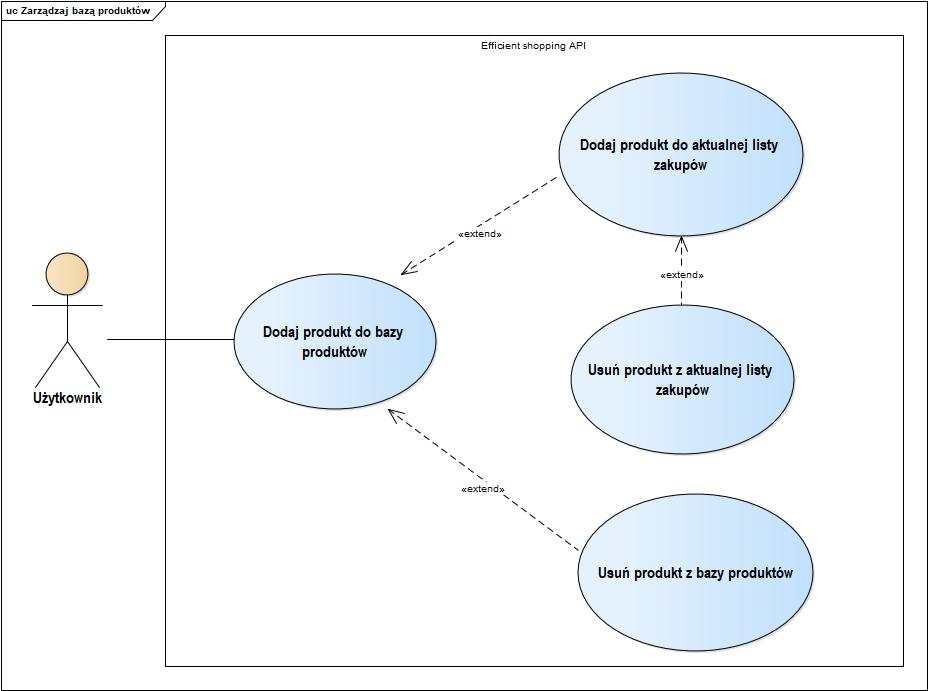 uc Zarządzaj bazą produktów
Efficient shopping API
Dodaj produkt do aktualnej listy
zakupów
«extend»
«extend»
Dodaj produkt do bazy
produktów
Usuń produkt z aktualnej listy
zakupów
Użytkownik
«extend»
Usuń produkt z bazy produktów